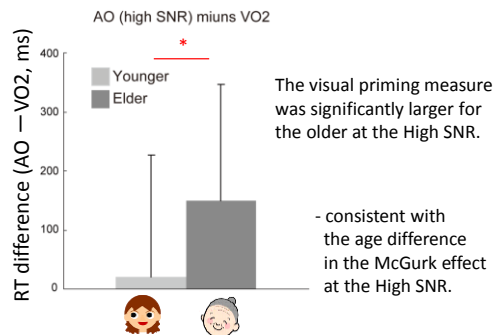 AO (high SNR) miuns VO2
*
RT difference (AO ー VO2, ms)
400
300
200
100
0
Younger
Elder
The visual priming measure
was significantly larger for
the older at the High SNR.
- consistent with
the age difference
in the McGurk effect
at the High SNR.